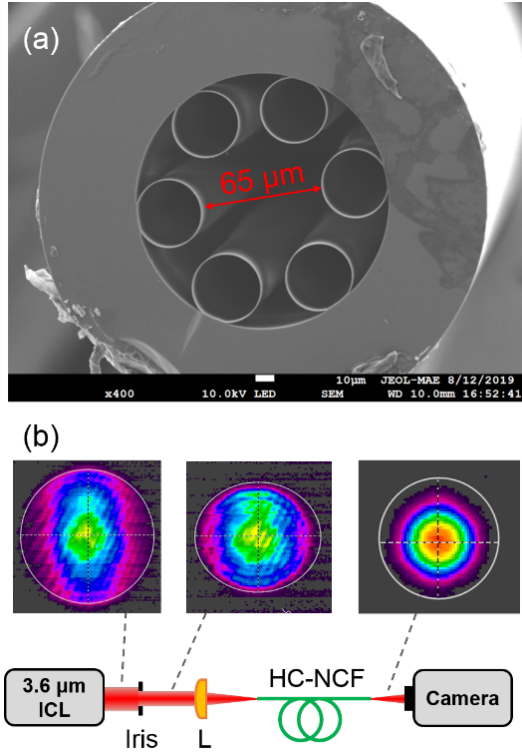 (a)
65 μm
10μm JEOL-MAE 8/12/2019
x400 10.0kV LED SEM WD 10.0mm 16:52:41
(b)
HC-NCF
3.6 μm
ICL
Camera
Iris
L